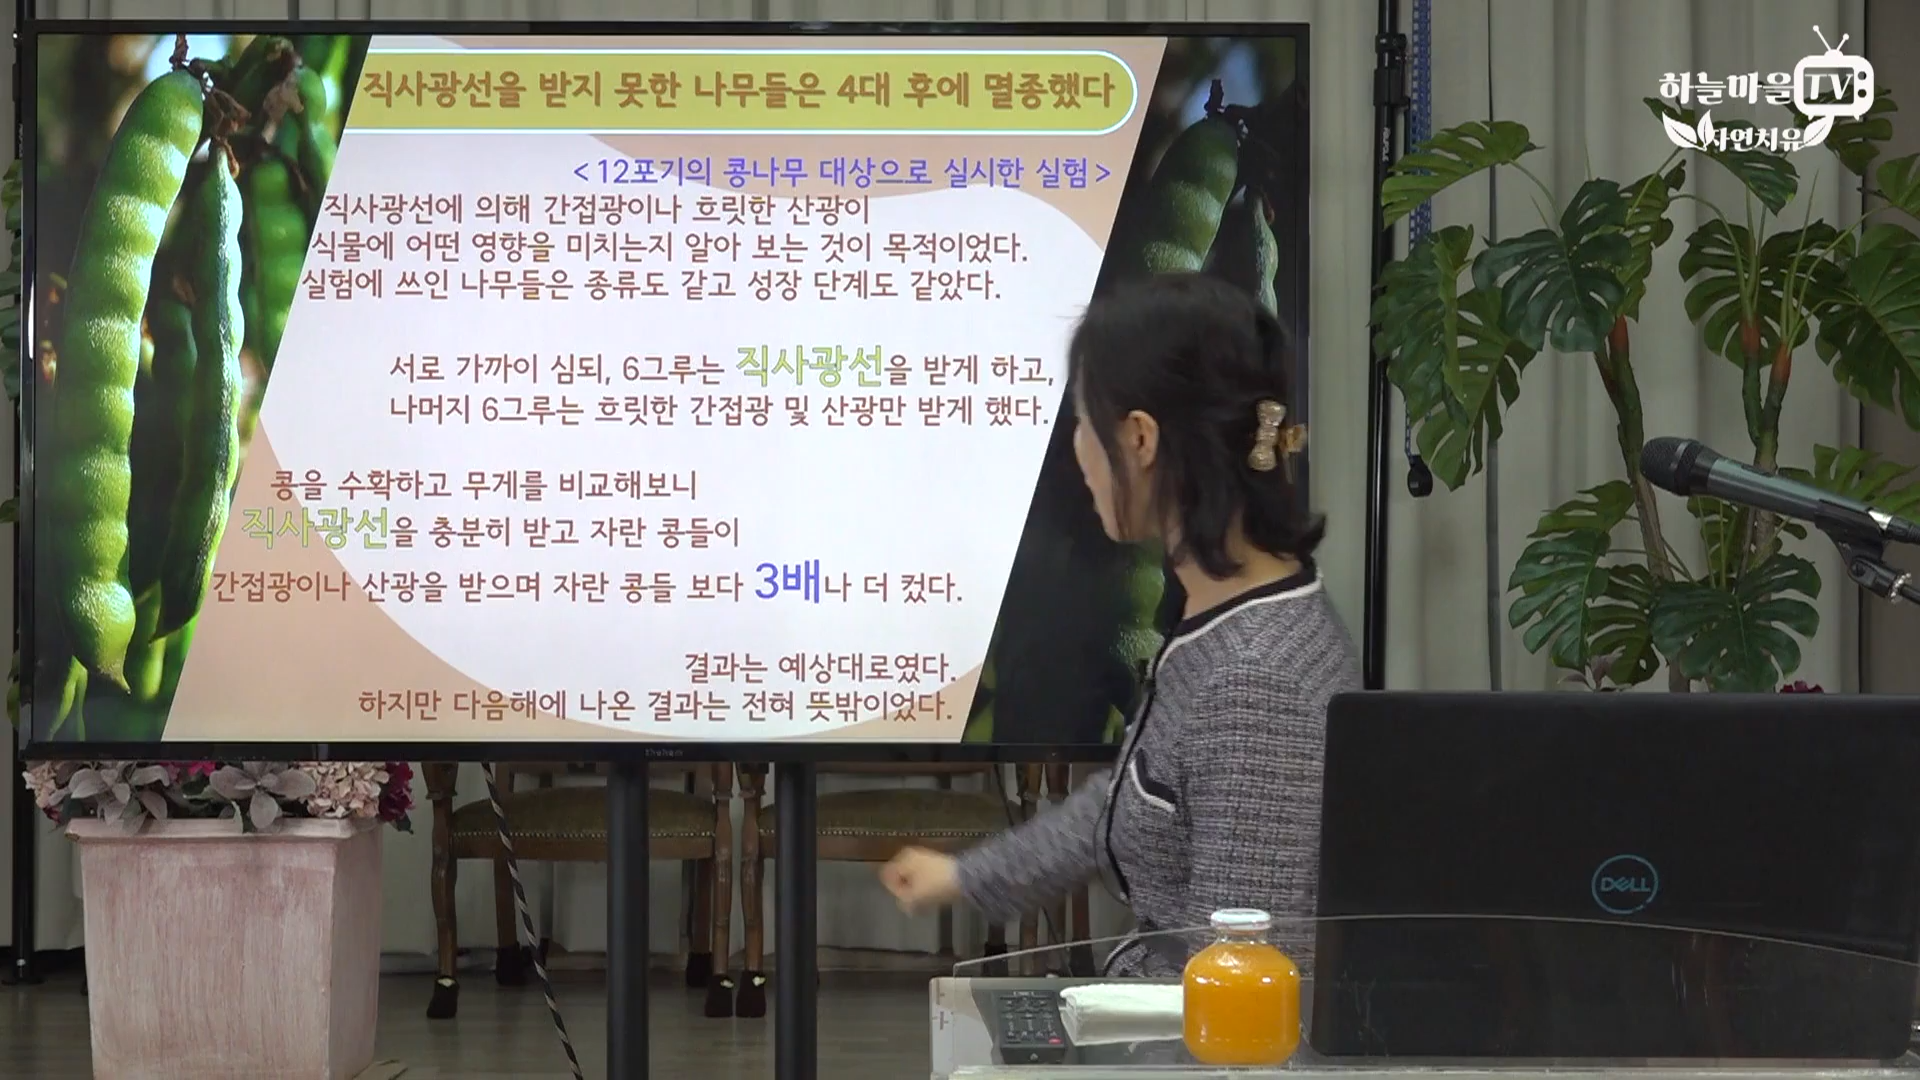 직사광선을 받지 못한 나무들은 4대 후에 멸종했다
<12포기의 콩나무 대상으로 실시한 실험>
직사광선에 의해 간접광이나 흐릿한 산광이
식물에 어떤 영향을 미치는지 알아 보는 것이 목적이었다.
실험에 쓰인 나무들은 종류도 같고 성장 단계도 같았다.
서로 가까이 심되, 6그루는 직사광선을 받게 하고,
나머지 6그루는 흐릿한 간접광 및 산광만 받게 했다.
콩을 수확하고 무게를 비교해보니
직사광선을 충분히 받고 자란 콩들이
간접광이나 산광을 받으며 자란 콩들 보다 3배나 더 컸다.
결과는 예상대로였다.
하지만 다음해에 나온 결과는 전혀 뜻밖이었다.
하늘마을TV
자연치유
DELL